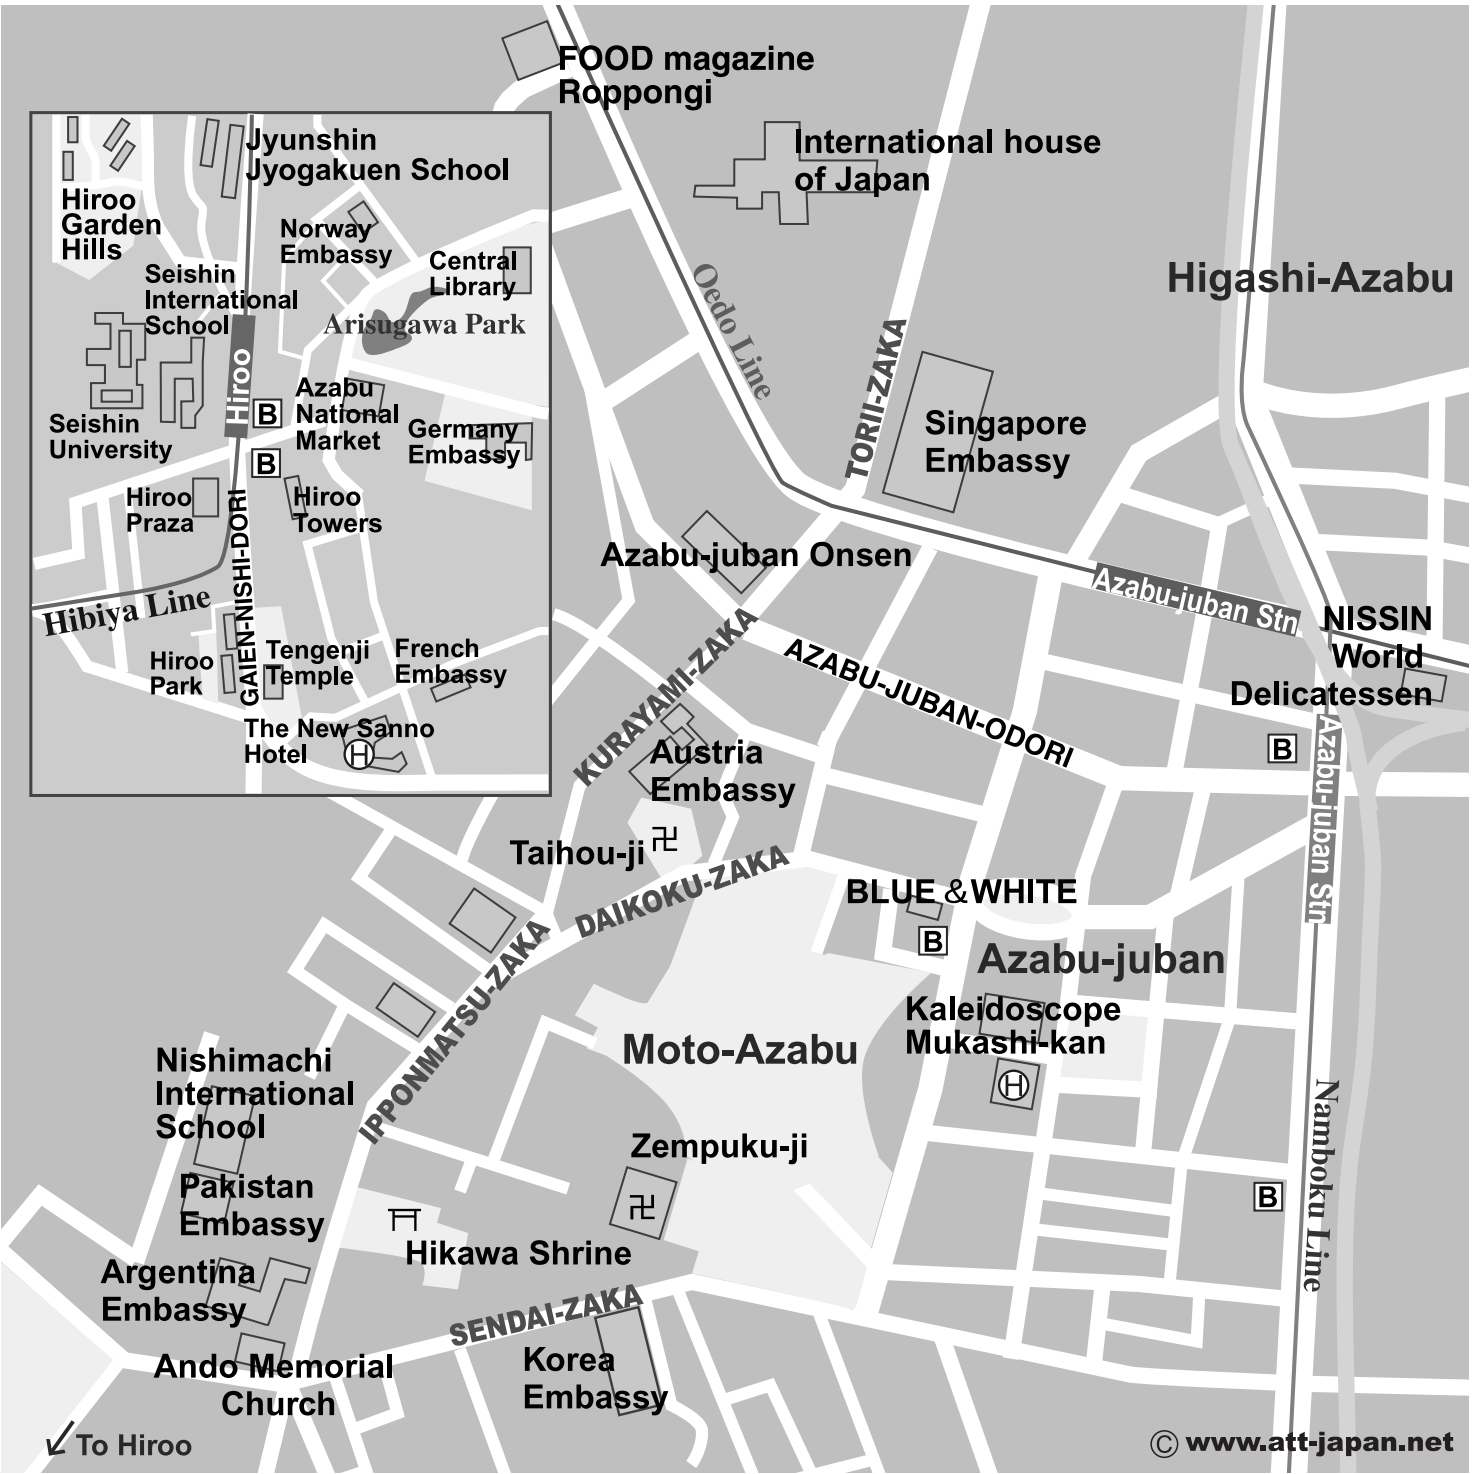 FOOD magazine
Roppongi
International house
of Japan
Higashi-Azabu
Oedo Line
TORII-ZAKA
Singapore
Embassy
Azabu-juban Onsen
Azabu-juban Stn
NISSIN
World
Delicatessen
B
Azabu-juban Stn
KURAYAMI-ZAKA
AZABU-JUBAN-ODORI
Austria
Embassy
Taihou-ji
卍
DAIKOKU-ZAKA
BLUE & WHITE
B
Azabu-juban
Kaleidoscope
Mukashi-kan
H
IPPONMATSU-ZAKA
Moto-Azabu
Nishimachi
International
School
Zempuku-ji
卍
Namboku Line
B
Pakistan
Embassy
Hikawa Shrine
Argentina
Embassy
SENDAI-ZAKA
Ando Memorial
Church
Korea
Embassy
To Hiroo
© www.att-japan.net
Jyunshin
Jyogakuen School
Hiroo
Garden
Hills
Norway
Embassy
Central
Library
Seishin
International
School
Arisugawa Park
Hiroo
B
Azabu
National
Market
Seishin
University
Germany
Embassy
B
Hiroo
Praza
Hiroo
Towers
GAIEN-NISHI-DORI
Hibiya Line
Hiroo
Park
Tengenji
Temple
French
Embassy
The New Sanno
Hotel
H